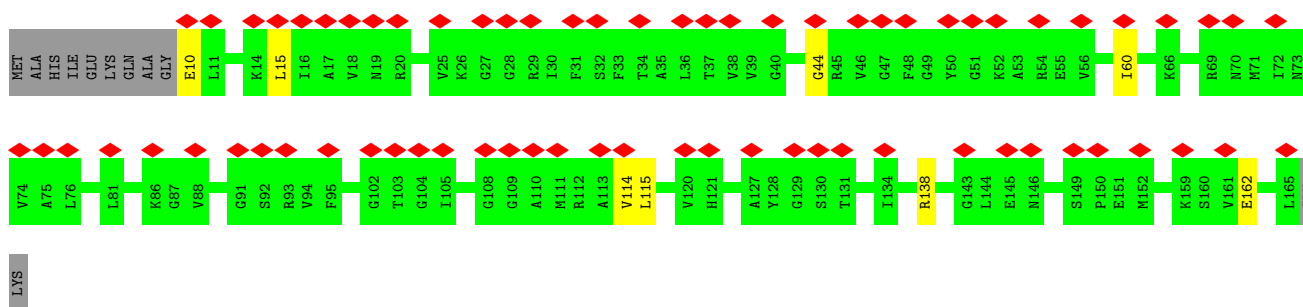 MET ALA HIS ILE GLU LYS GLN ALA GLY E10 L11 K14 L15 I16 A17 V18 N19 R20 V25 K26 G27 G28 R29 I30 F31 S32 F33 T34 A35 L36 T37 V38 V39 G40 G44 R45 V46 G47 F48 G49 Y50 G51 K52 A53 R54 E55 V56 I60 K66 R69 N70 M71 I72 N73
V74 A75 L76 L81 K86 G87 V88 G91 S92 R93 V94 F95 G102 T103 G104 I105 G108 G109 A110 M111 R112 A113 V114 L115 V120 H121 A127 Y128 G129 S130 T131 I134 R138 G143 L144 E145 N146 S149 P150 E151 M152 K159 S160 V161 E162 L165
LYS